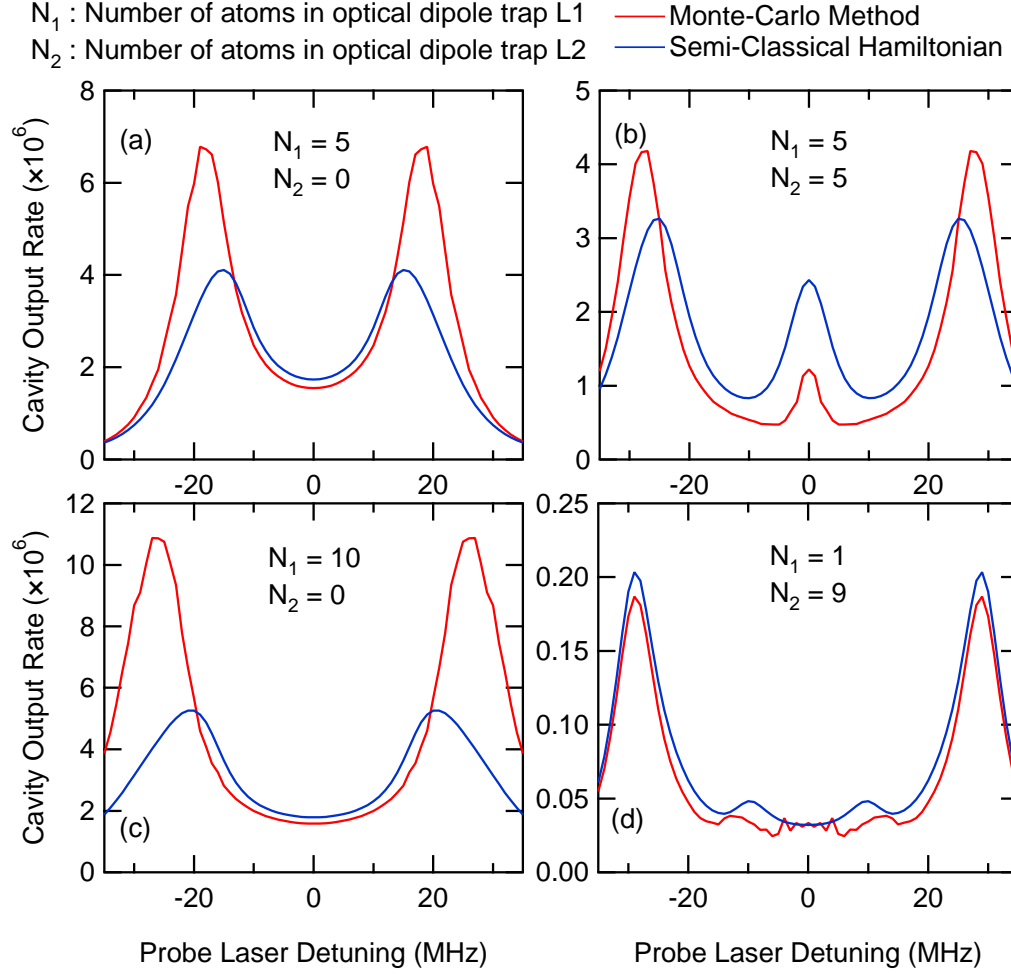 N₁ : Number of atoms in optical dipole trap L1
N₂ : Number of atoms in optical dipole trap L2
Monte-Carlo Method
Semi-Classical Hamiltonian
(a)
N₁ = 5
N₂ = 0
Cavity Output Rate (×10⁶)
8
6
4
2
0
-20
0
20
(b)
N₁ = 5
N₂ = 5
5
4
3
2
1
0
-20
0
20
(c)
N₁ = 10
N₂ = 0
Cavity Output Rate (×10⁶)
12
10
8
6
4
2
0
-20
0
20
Probe Laser Detuning (MHz)
(d)
N₁ = 1
N₂ = 9
0.25
0.20
0.15
0.10
0.05
0.00
-20
0
20
Probe Laser Detuning (MHz)